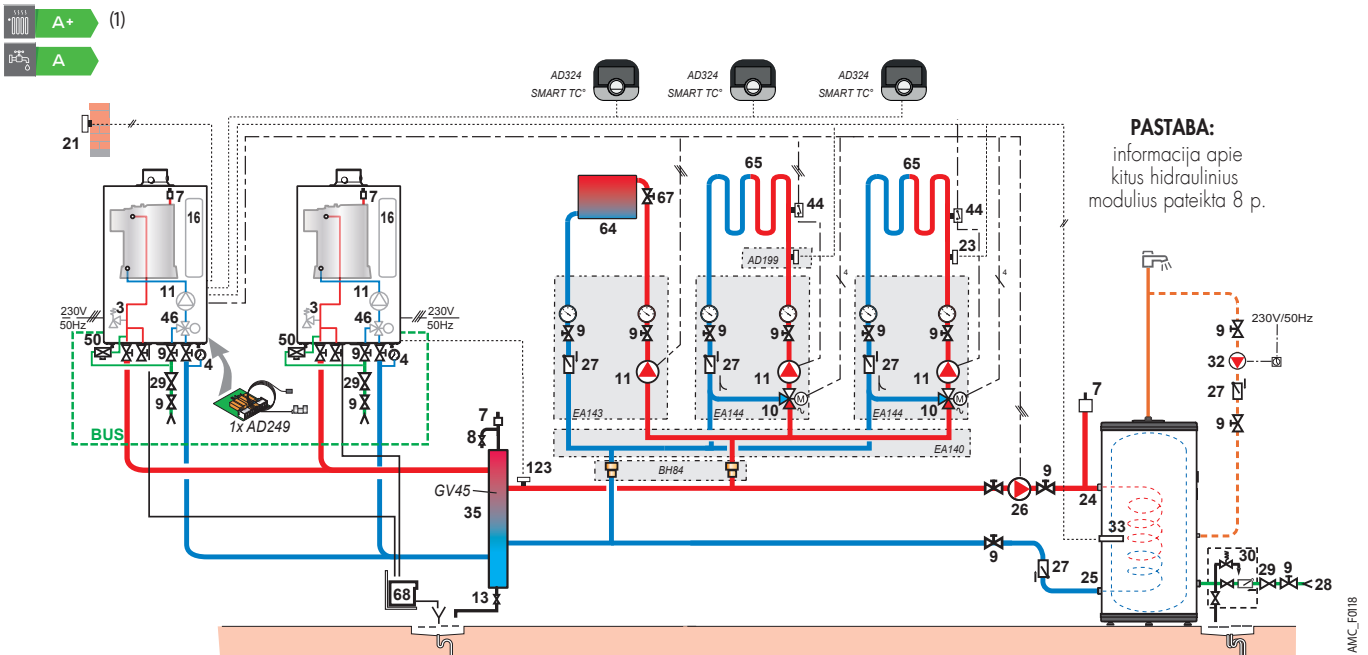 A+ (1)
A
AD324
SMART TC°
AD324
SMART TC°
AD324
SMART TC°
21
PASTABA:
informacija apie
kitus hidraulinius
modulius pateikta 8 p.
7
16
3
11
46
230V
50Hz
50
9
4
29
9
7
16
3
11
46
230V
50Hz
50
9
4
29
9
BUS
1x AD249
64
67
65
44
AD199
65
44
23
4
4
9
9
27
11
EA143
9
9
27
11
10
M
EA144
9
9
27
11
10
M
EA144
EA140
BH84
7
8
123
GV45
35
13
68
26
9
9
27
7
24
33
25
9
230V/50Hz
32
27
9
30
29
9
28
AMC_F0118